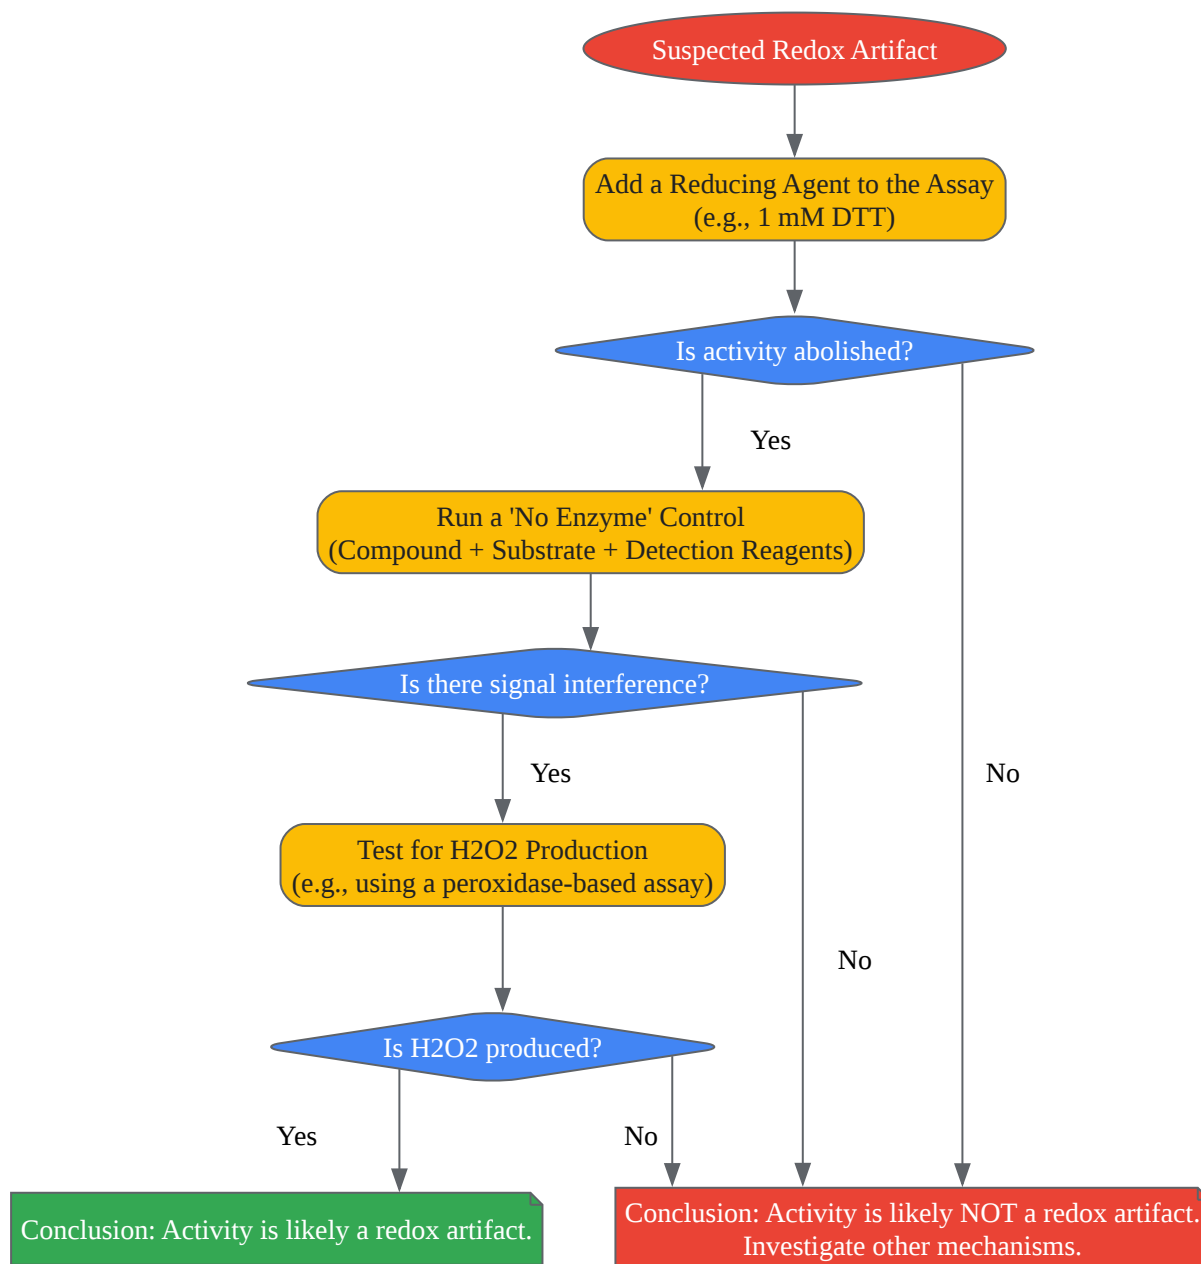 Suspected Redox Artifact
Add a Reducing Agent to the Assay
(e.g., 1 mM DTT)
Is activity abolished?
Yes
Run a 'No Enzyme' Control
(Compound + Substrate + Detection Reagents)
Is there signal interference?
Yes
No
Test for H2O2 Production
(e.g., using a peroxidase-based assay)
No
Is H2O2 produced?
Yes
No
Conclusion: Activity is likely a redox artifact.
Conclusion: Activity is likely NOT a redox artifact.
Investigate other mechanisms.